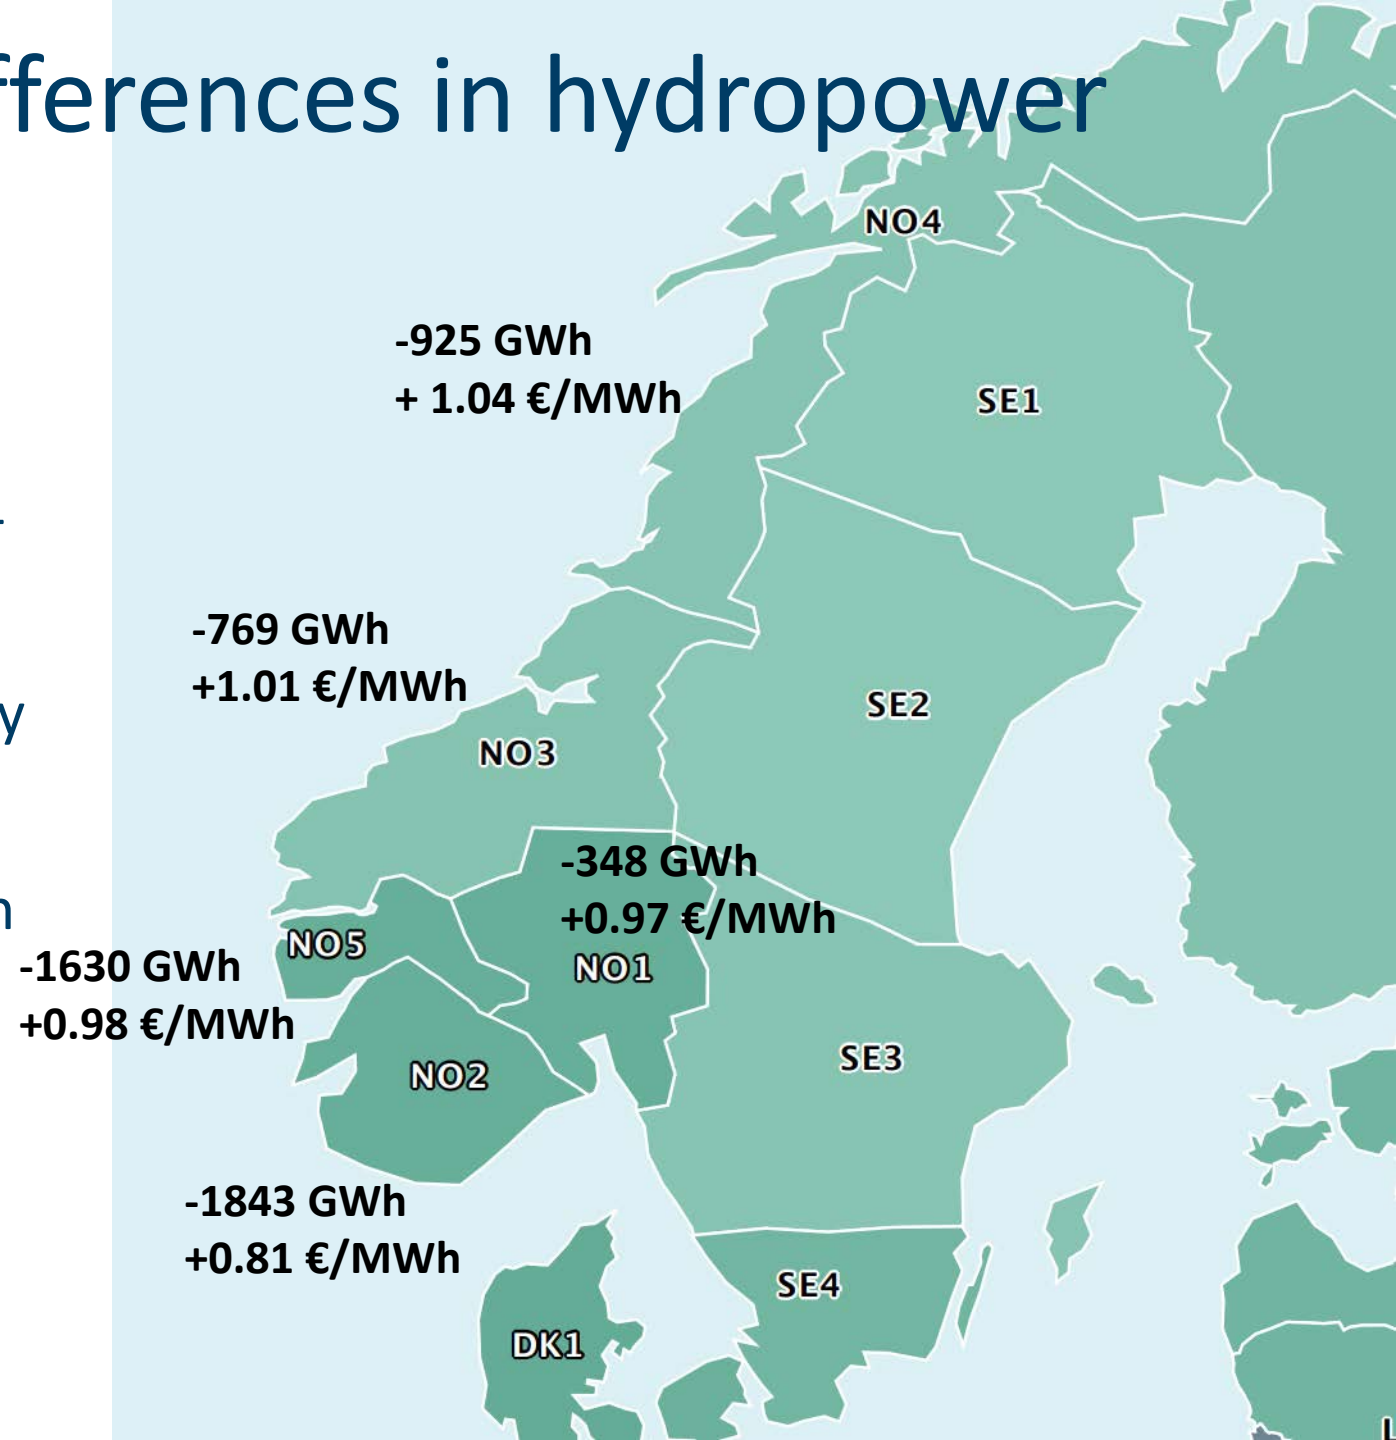 fferences in hydropower
NO4
-925 GWh
+ 1.04 €/MWh
SE1
-769 GWh
+1.01 €/MWh
SE2
y
NO3
-348 GWh
+0.97 €/MWh
n
NO5
-1630 GWh
+0.98 €/MWh
NO1
SE3
NO2
-1843 GWh
+0.81 €/MWh
SE4
DK1